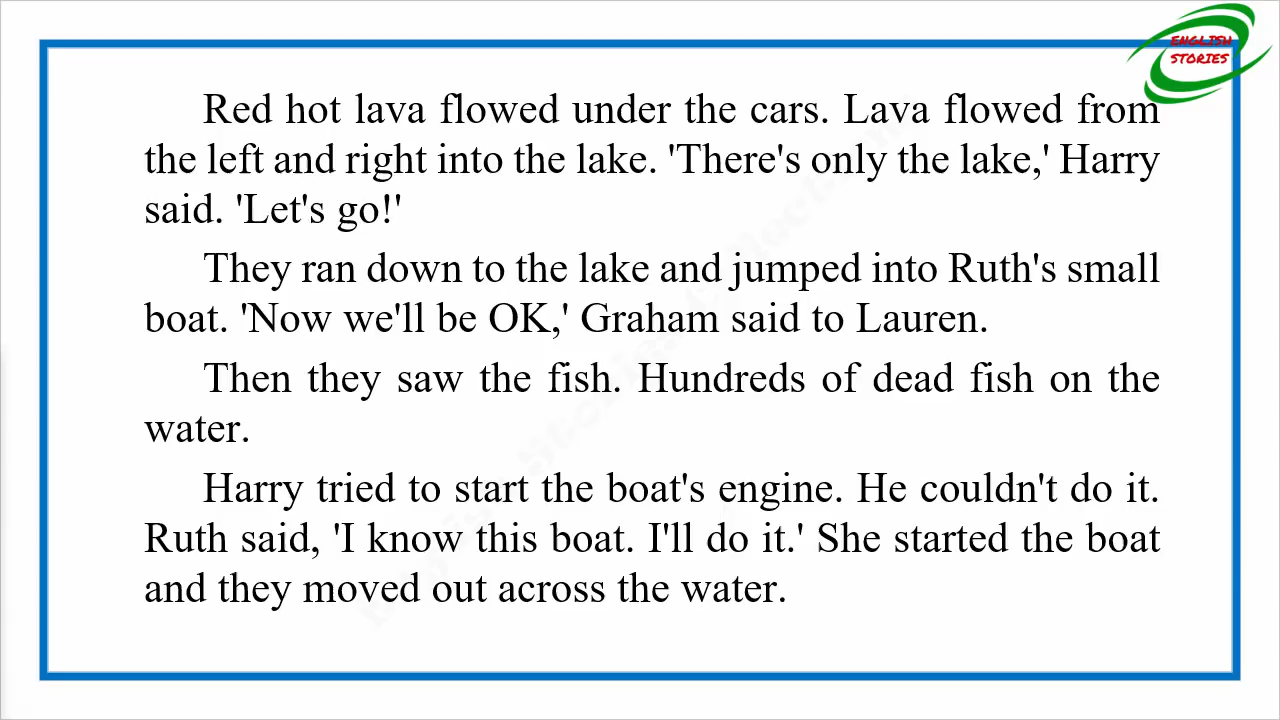 ENGLISH
STORIES
Red hot lava flowed under the cars. Lava flowed from
the left and right into the lake. 'There's only the lake,' Harry
said. 'Let's go!'
They ran down to the lake and jumped into Ruth's small
boat. 'Now we'll be OK,' Graham said to Lauren.
Then they saw the fish. Hundreds of dead fish on the
water.
Harry tried to start the boat's engine. He couldn't do it.
Ruth said, 'I know this boat. I'll do it.' She started the boat
and they moved out across the water.